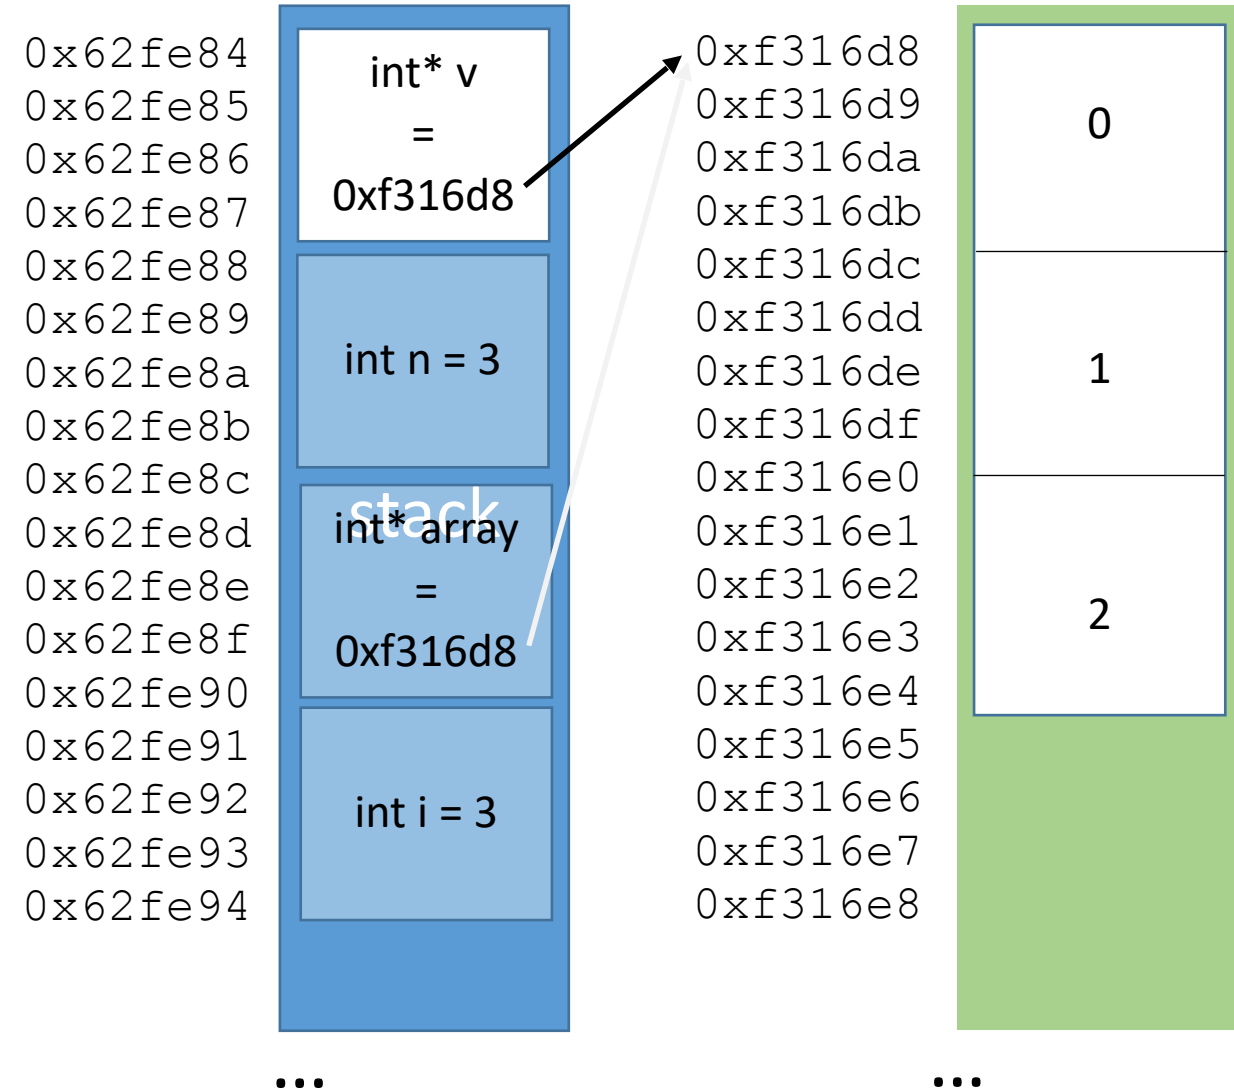 0x62fe84
0x62fe85
0x62fe86
0x62fe87
0x62fe88
0x62fe89
0x62fe8a
0x62fe8b
0x62fe8c
0x62fe8d
0x62fe8e
0x62fe8f
0x62fe90
0x62fe91
0x62fe92
0x62fe93
0x62fe94
int* v
=
0xf316d8
int n = 3
stack
int* array
=
0xf316d8
int i = 3
...
0xf316d8
0xf316d9
0xf316da
0xf316db
0xf316dc
0xf316dd
0xf316de
0xf316df
0xf316e0
0xf316e1
0xf316e2
0xf316e3
0xf316e4
0xf316e5
0xf316e6
0xf316e7
0xf316e8
0
1
2
...